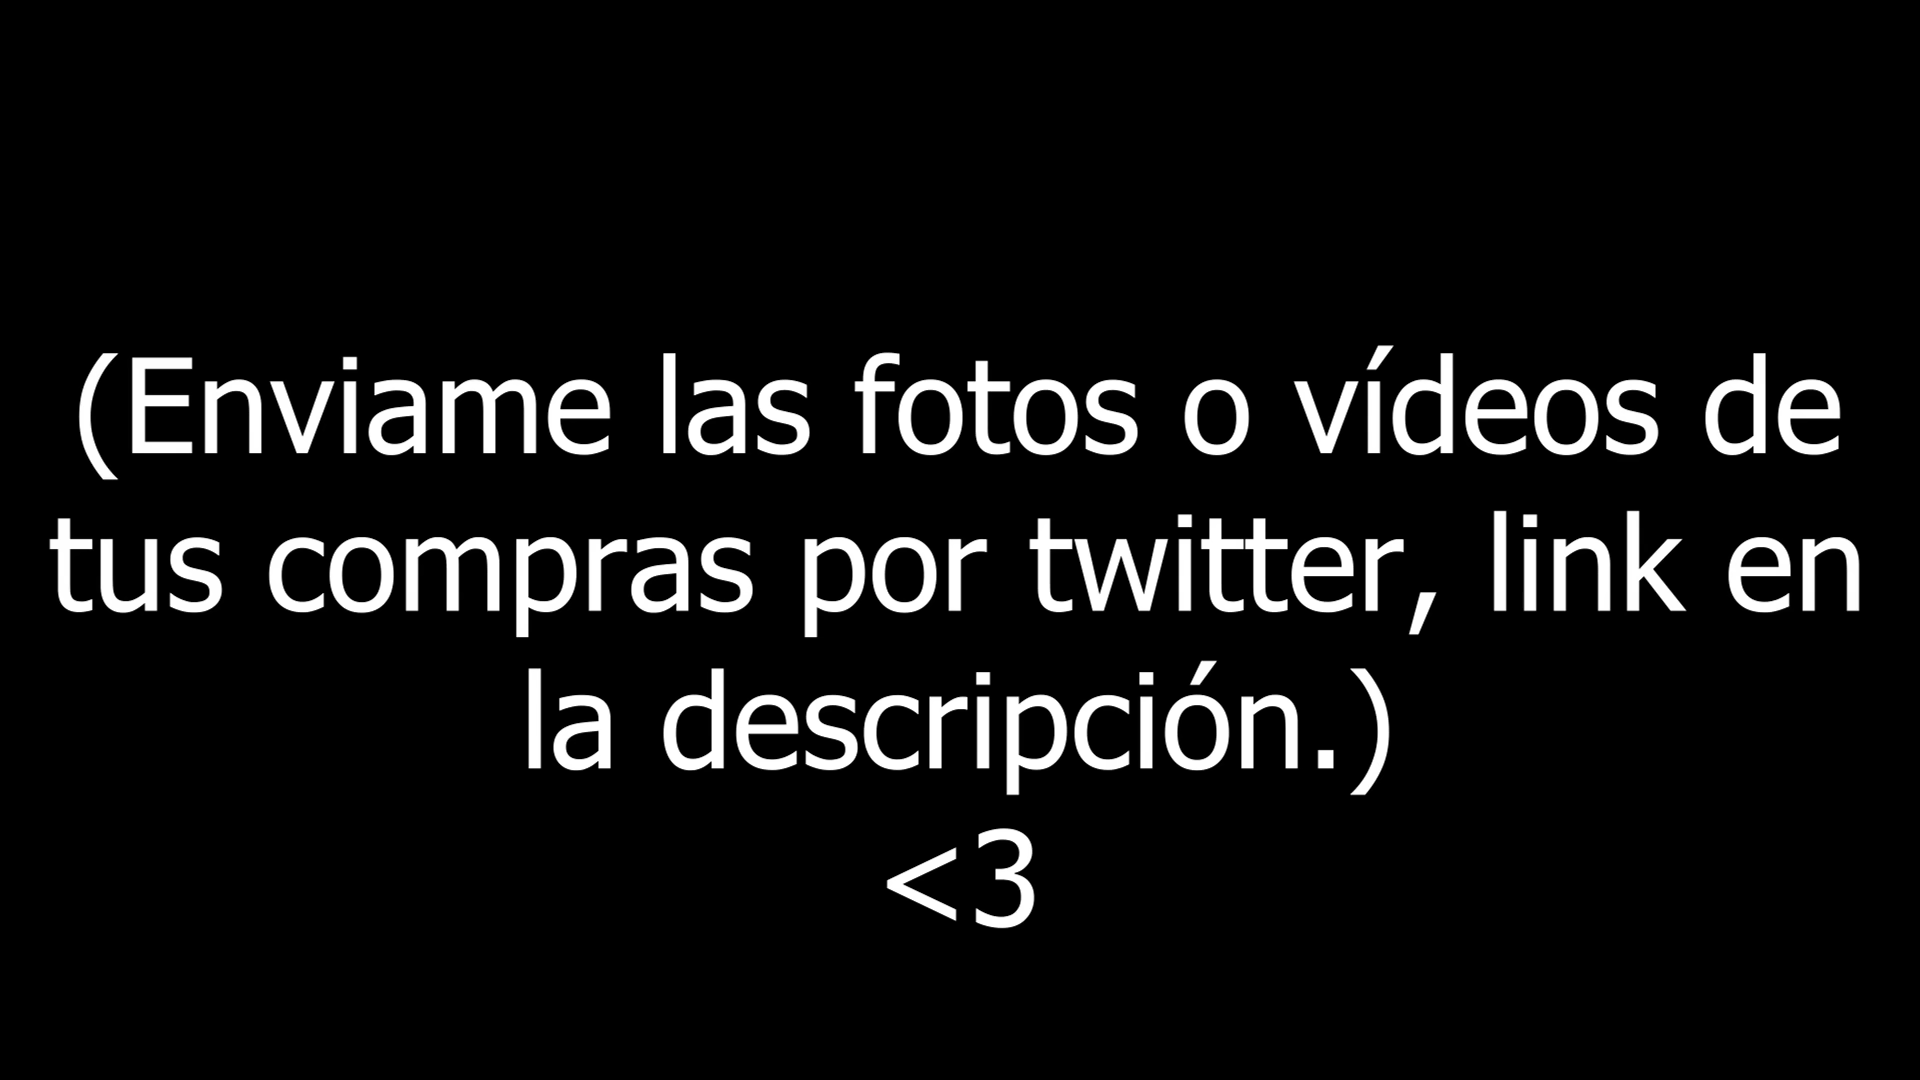 (Enviame las fotos o vídeos de
tus compras por twitter, link en
la descripción.)
<3